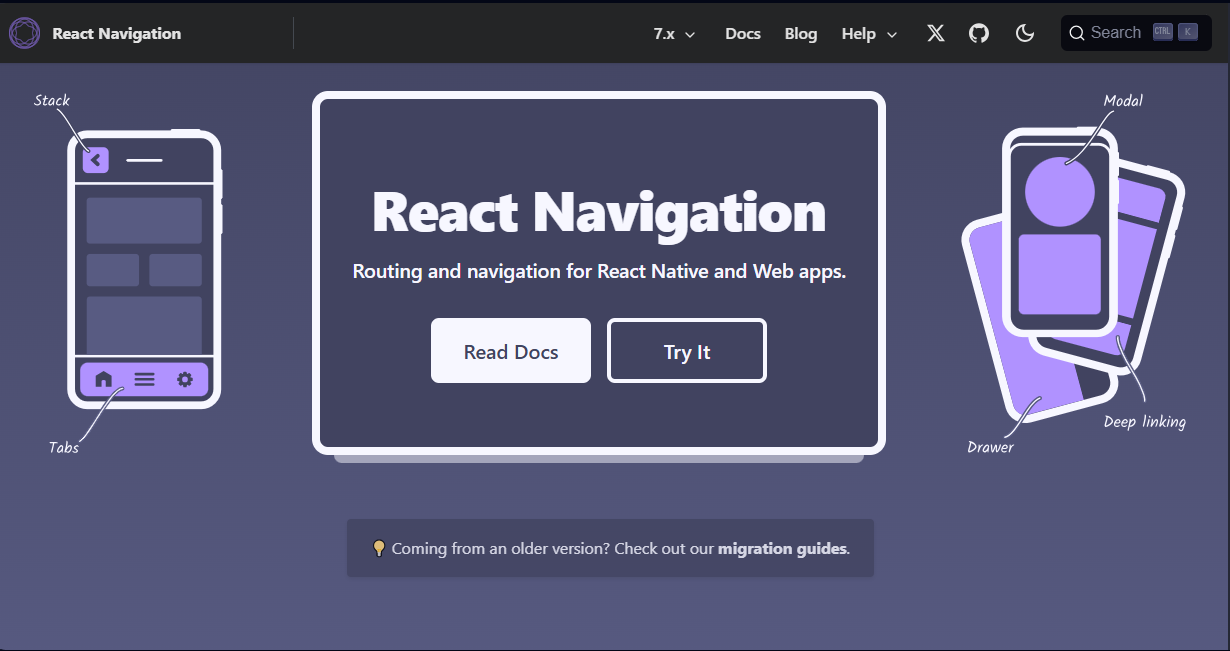 React Navigation
7.x
Docs
Blog
Help
Search
CTRL
K
Stack
Modal
React Navigation
Routing and navigation for React Native and Web apps.
Read Docs
Try It
Tabs
Deep linking
Drawer
Coming from an older version? Check out our migration guides.